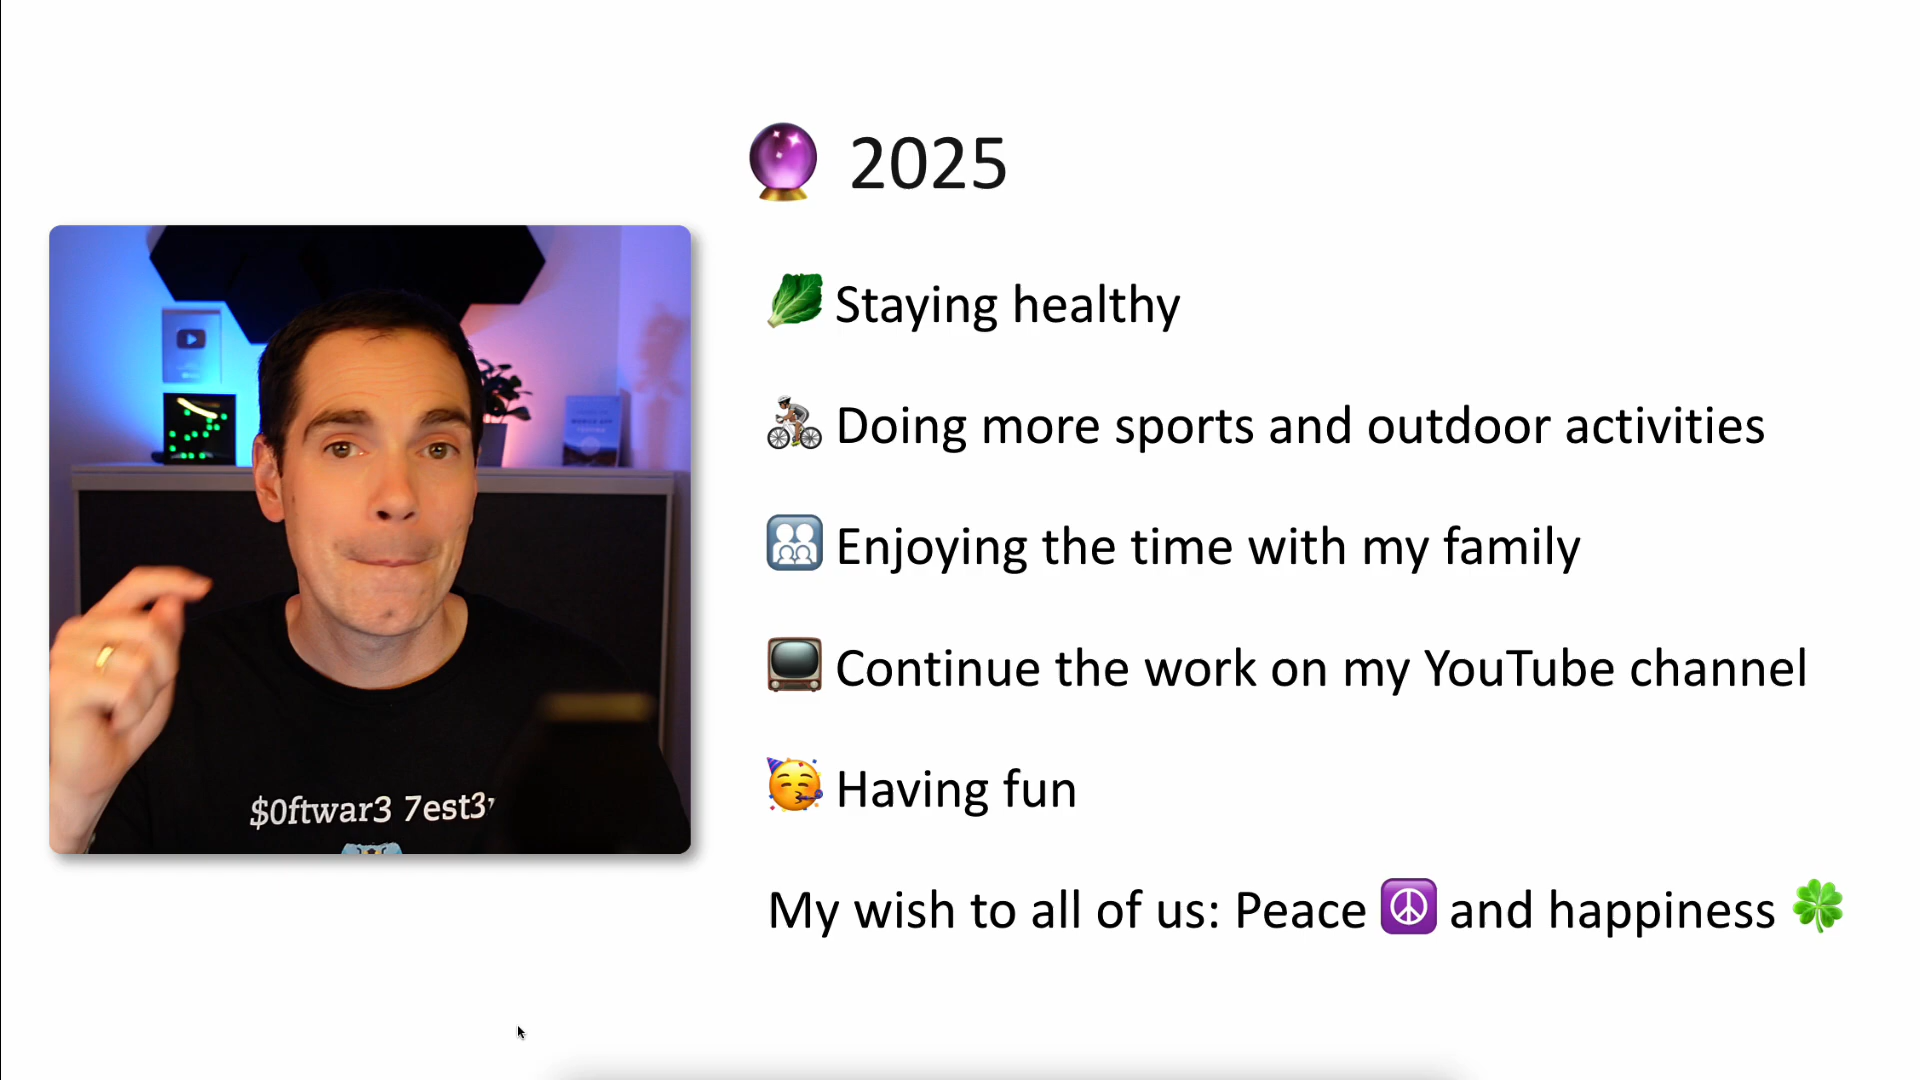 2025
Staying healthy
Doing more sports and outdoor activities
Enjoying the time with my family
Continue the work on my YouTube channel
Having fun
My wish to all of us: Peace and happiness
$0ftwar3 7est3